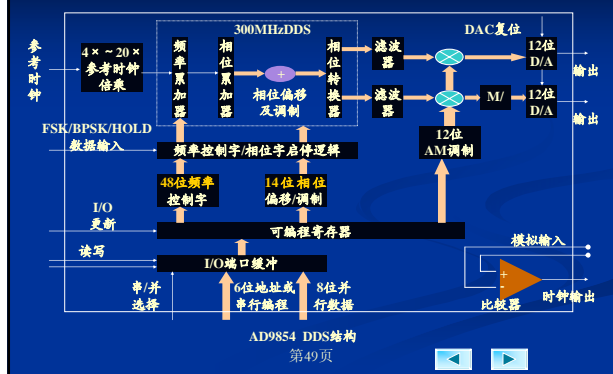 300MHzDDS
DAC复位
参考时钟
4×～20×
参考时钟
倍乘
频率累加器
相位累加器
+
相位偏移
及调制
相位转换器
滤波器
滤波器
12位
D/A
输出
M/
12位
D/A
输出
FSK/BPSK/HOLD
数据输入
频率控制字/相位字启停逻辑
12位
AM调制
48位频率
控制字
14位相位
偏移/调制
I/O
更新
可编程寄存器
读写
I/O端口缓冲
模拟输入
串/并
选择
6位地址或
串行编程
8位并
行数据
+
-
比较器
时钟输出
AD9854 DDS结构
第49页